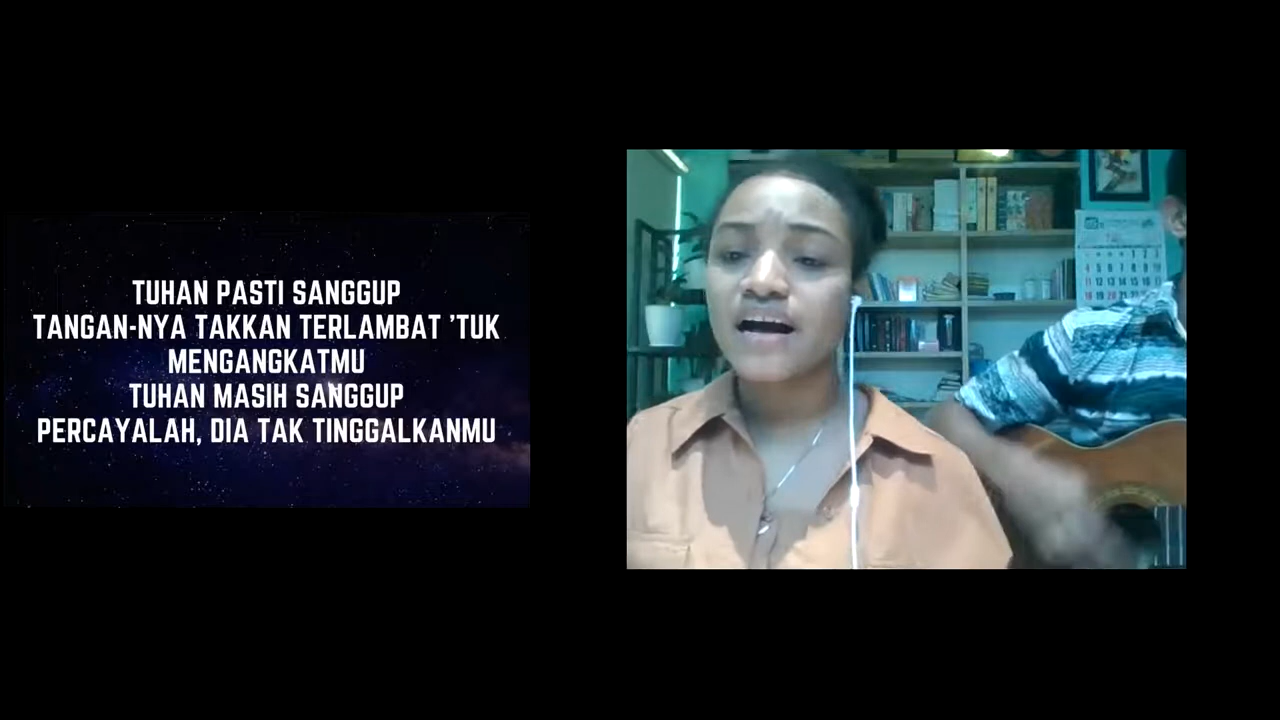 TUHAN PASTI SANGGUP
TANGAN-NYA TAKKAN TERLAMBAT 'TUK
MENGANGKATMU
TUHAN MASIH SANGGUP
PERCAYALAH, DIA TAK TINGGALKANMU